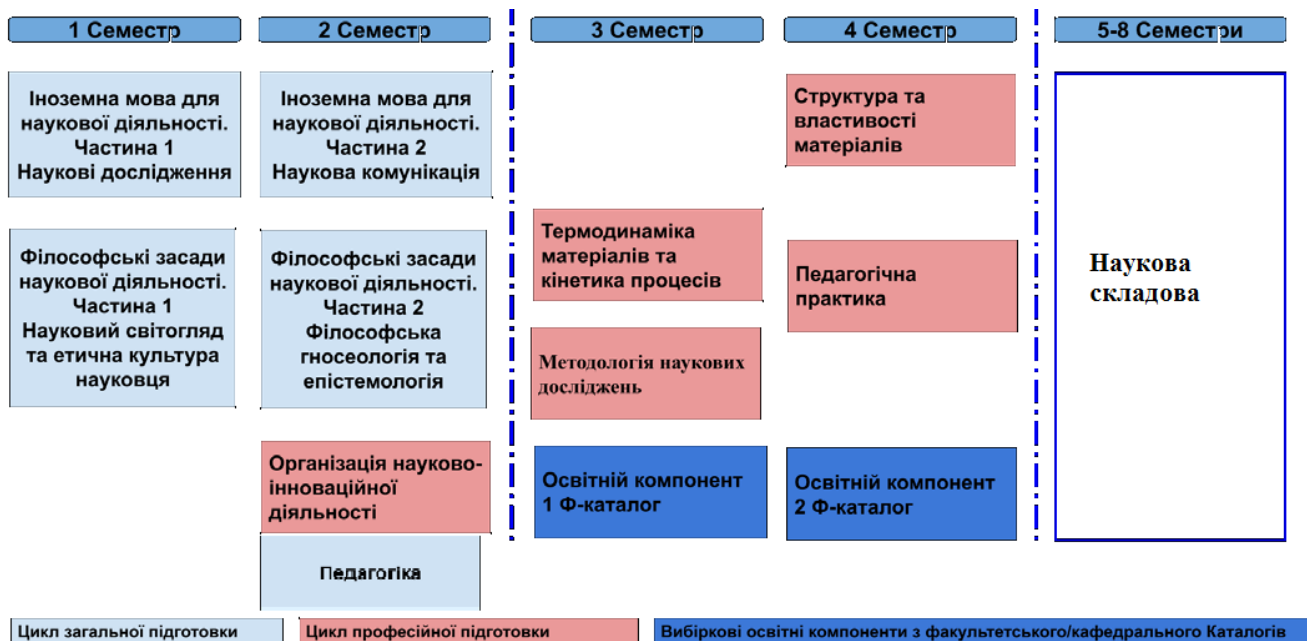 1 Семестр
2 Семестр
3 Семестр
4 Семестр
5-8 Семестри
Іноземна мова для
наукової діяльності.
Частина 1
Наукові дослідження
Філософські засади
наукової діяльності.
Частина 1
Науковий світогляд
та етична культура
науковця
Іноземна мова для
наукової діяльності.
Частина 2
Наукова комунікація
Філософські засади
наукової діяльності.
Частина 2
Філософська
гносеологія та
епістемологія
Організація науково-
інноваційної
діяльності
Педагогіка
Термодинаміка
матеріалів та
кінетика процесів
Методологія наукових
досліджень
Освітній компонент
1 Ф-каталог
Структура та
властивості
матеріалів
Педагогічна
практика
Освітній компонент
2 Ф-каталог
Наукова
складова
Цикл загальної підготовки
Цикл професійної підготовки
Вибіркові освітні компоненти з факультетського/кафедрального Каталогів